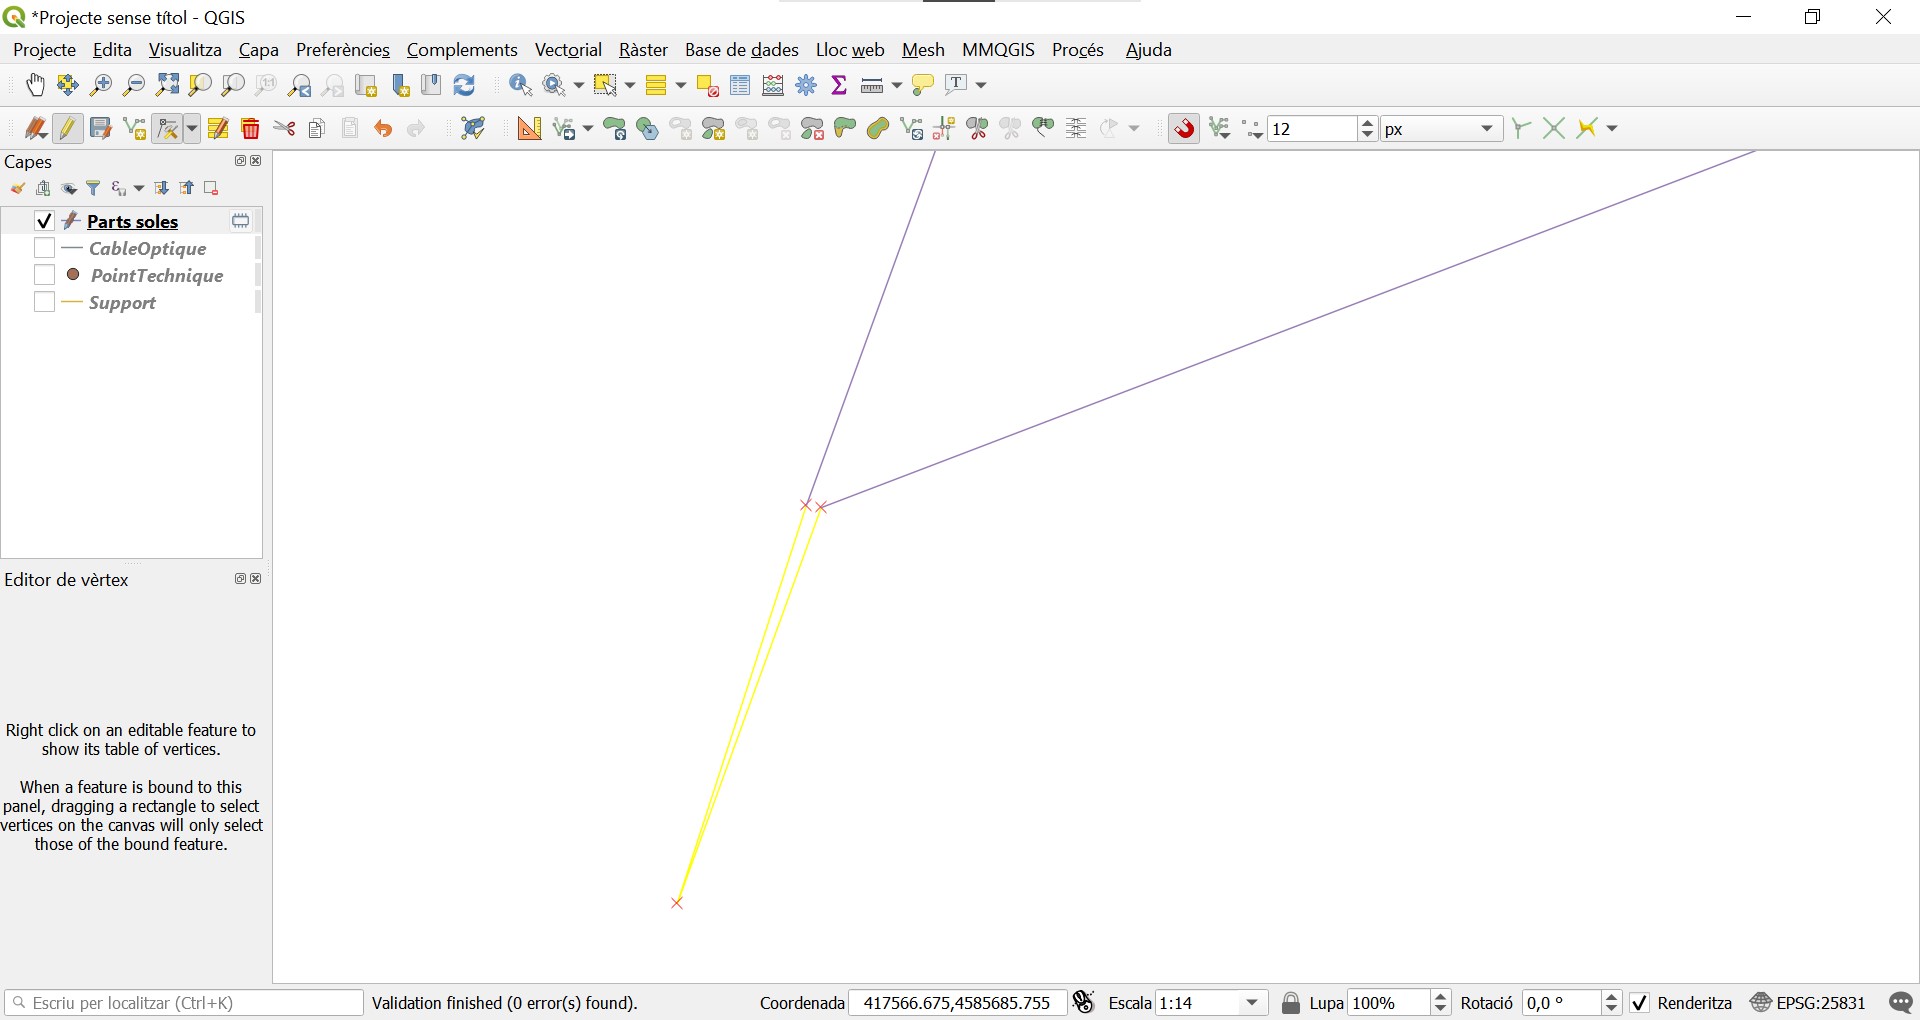 *Projecte sense títol - QGIS
Projecte Edita Visualitza Capa Preferències Complements Vectorial Ràster Base de dades Lloc web Mesh MMQGIS Procés Ajuda
12 px
Capes
Parts soles
CableOptique
PointTechnique
Support
Editor de vèrtex
Right click on an editable feature to
show its table of vertices.
When a feature is bound to this
panel, dragging a rectangle to select
vertices on the canvas will only select
those of the bound feature.
Escriu per localitzar (Ctrl+K) Validation finished (0 error(s) found). Coordenada 417566.675,4585685.755 Escala 1:14 Lupa 100% Rotació 0,0 ° Renderitza EPSG:25831